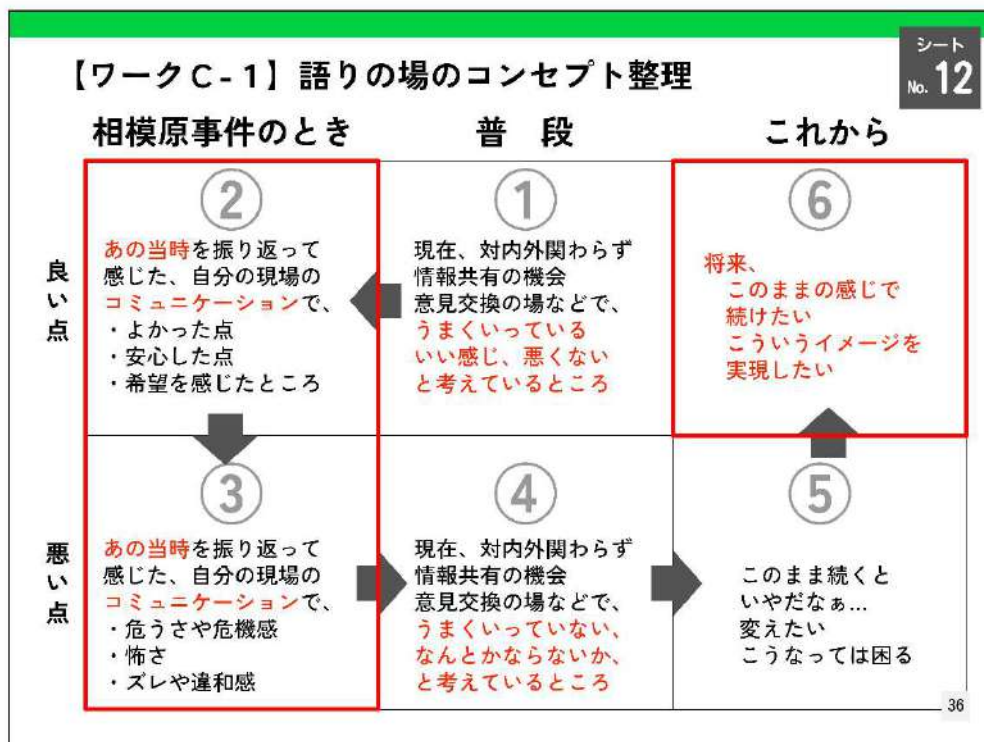 シート
No. 12
【ワークC-1】語りの場のコンセプト整理
相模原事件のとき
普 段
これから
良い点
②
あの当時を振り返って
感じた、自分の現場の
コミュニケーションで、
・よかった点
・安心した点
・希望を感じたところ
①
現在、対内外関わらず
情報共有の機会
意見交換の場などで、
うまくいっている
いい感じ、悪くない
と考えているところ
⑥
将来、
このままの感じで
続けたい
こういうイメージを
実現したい
悪い点
③
あの当時を振り返って
感じた、自分の現場の
コミュニケーションで、
・危うさや危機感
・怖さ
・ズレや違和感
④
現在、対内外関わらず
情報共有の機会
意見交換の場などで、
うまくいっていない、
なんとかならないか、
と考えているところ
⑤
このまま続くと
いやだなぁ…
変えたい
こうなっては困る
36